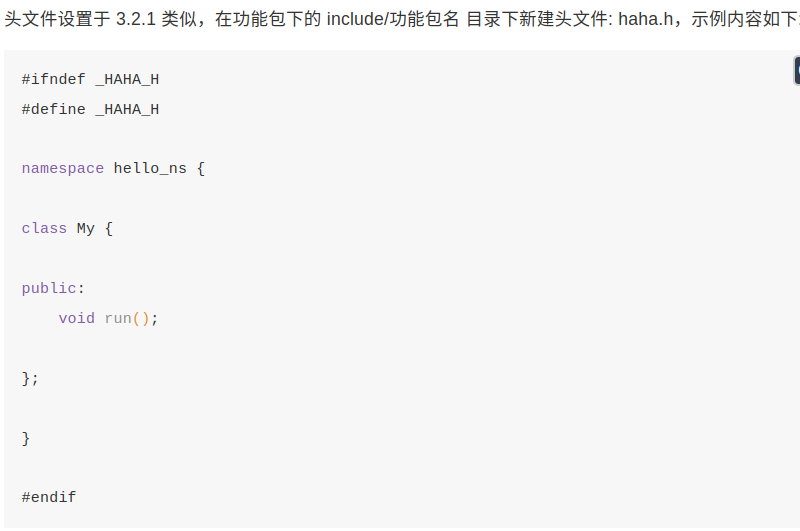 头文件设置于 3.2.1 类似，在功能包下的 include/功能包名 目录下新建头文件: haha.h，示例内容如下:
#ifndef _HAHA_H
#define _HAHA_H
namespace hello_ns {
class My {
public:
void run();
};
}
#endif